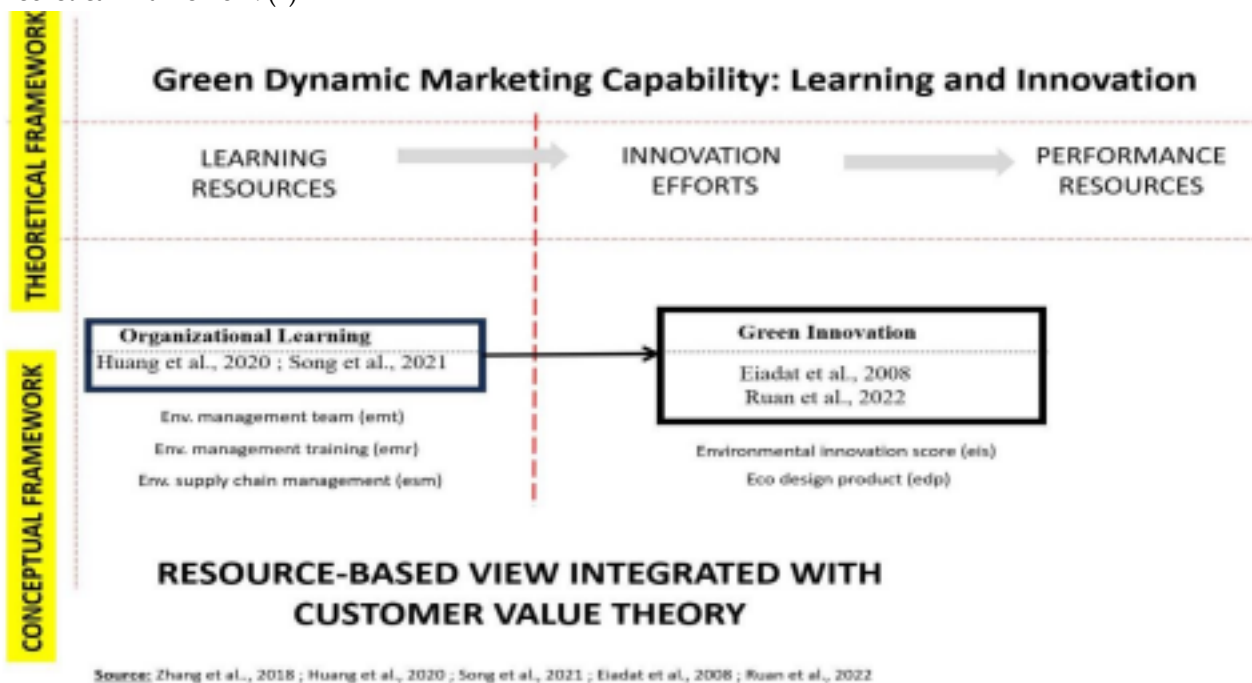 THEORETICAL FRAMEWORK
Green Dynamic Marketing Capability: Learning and Innovation
LEARNING
RESOURCES
INNOVATION
EFFORTS
PERFORMANCE
RESOURCES
CONCEPTUAL FRAMEWORK
Organizational Learning
Huang et al., 2020 ; Song et al., 2021
Env. management team (emt)
Env. management training (emr)
Env. supply chain management (esm)
Green Innovation
Eiadat et al., 2008
Ruan et al., 2022
Environmental innovation score (eis)
Eco design product (edp)
RESOURCE-BASED VIEW INTEGRATED WITH
CUSTOMER VALUE THEORY
Source: Zhang et al., 2018 ; Huang et al., 2020 ; Song et al., 2021 ; Eiadat et al., 2008 ; Ruan et al., 2022